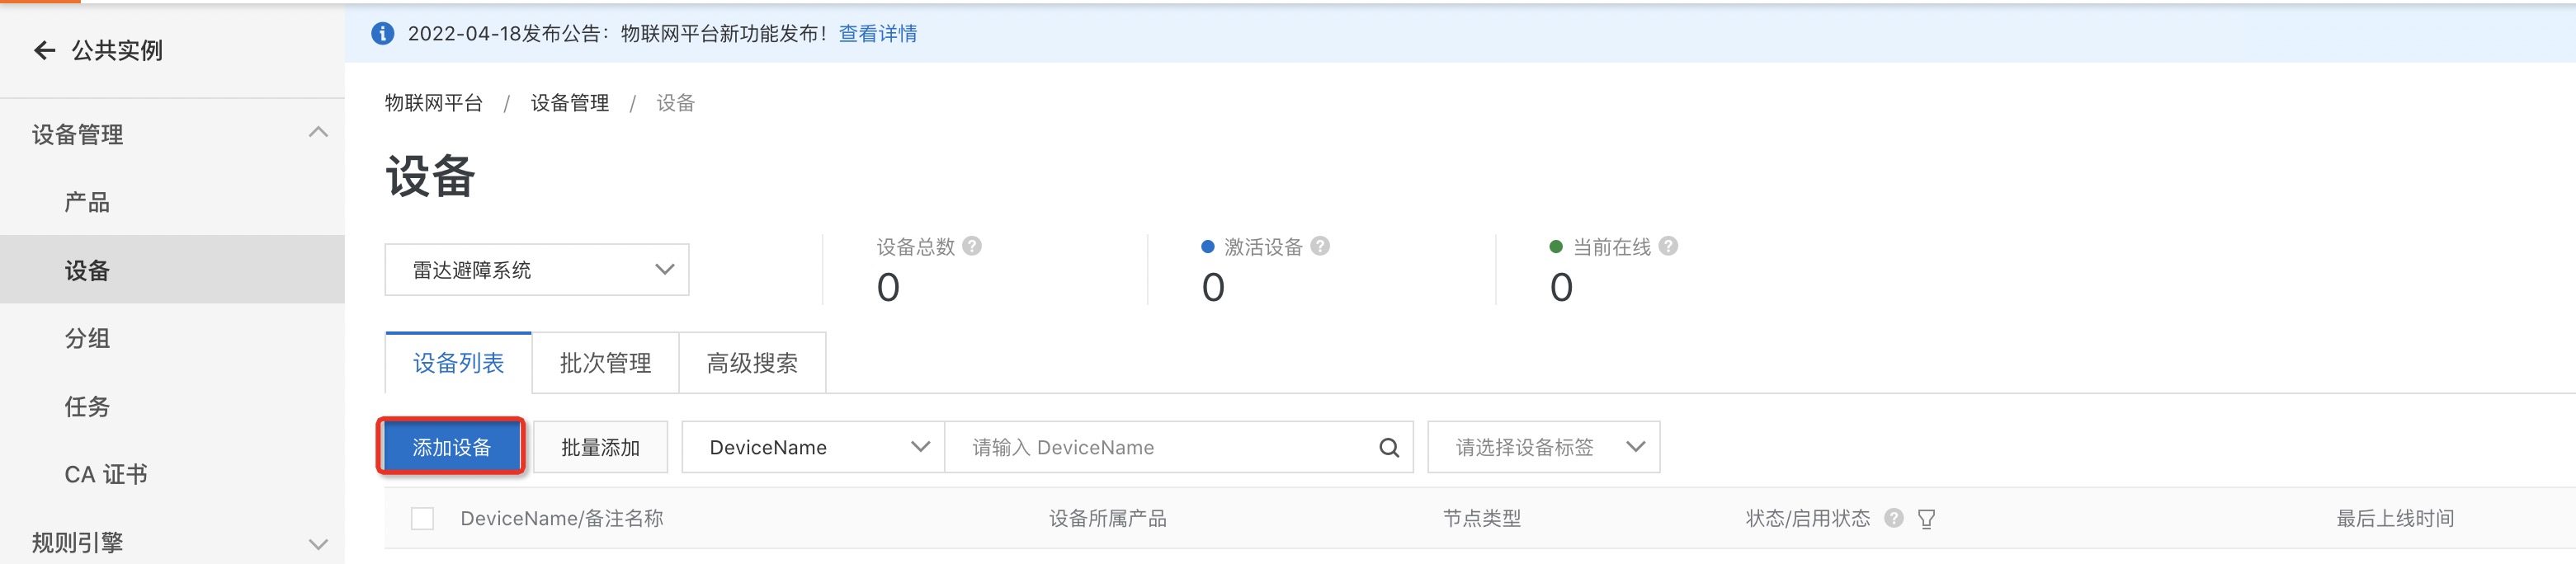 公共实例
2022-04-18发布公告：物联网平台新功能发布！查看详情
设备管理
产品
设备
分组
任务
CA 证书
规则引擎
物联网平台 / 设备管理 / 设备
设备
雷达避障系统
设备总数
0
激活设备
0
当前在线
0
设备列表 批次管理 高级搜索
添加设备 批量添加 DeviceName 请输入 DeviceName 请选择设备标签
DeviceName/备注名称 设备所属产品 节点类型 状态/启用状态 最后上线时间